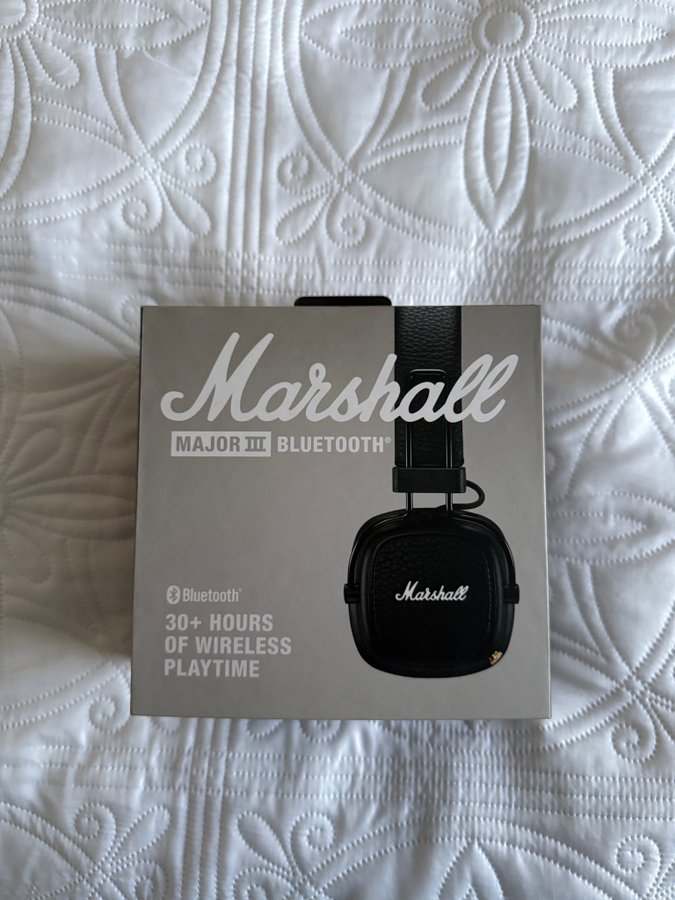 Marshall
MAJOR III BLUETOOTH®
Marshall
Bluetooth®
30+ HOURS
OF WIRELESS
PLAYTIME